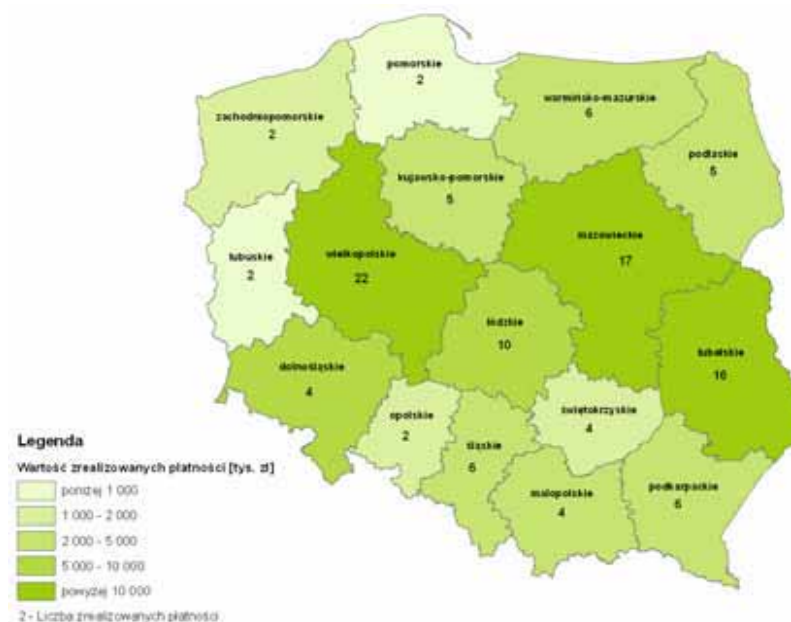 pomorskie
2
warmińsko-mazurskie
6
zachodniopomorskie
2
podlaskie
5
kujawsko-pomorskie
5
mazowieckie
17
lubuskie
2
wielkopolskie
22
łódzkie
10
lubelskie
16
dolnośląskie
4
opolskie
2
świętokrzyskie
4
śląskie
6
małopolskie
4
podkarpackie
6
Legenda
Wartość zrealizowanych płatności [tys. zł]
poniżej 1 000
1 000 – 2 000
2 000 - 5 000
5 000 - 10 000
powyżej 10 000
2 - Liczba zrealizowanych płatności